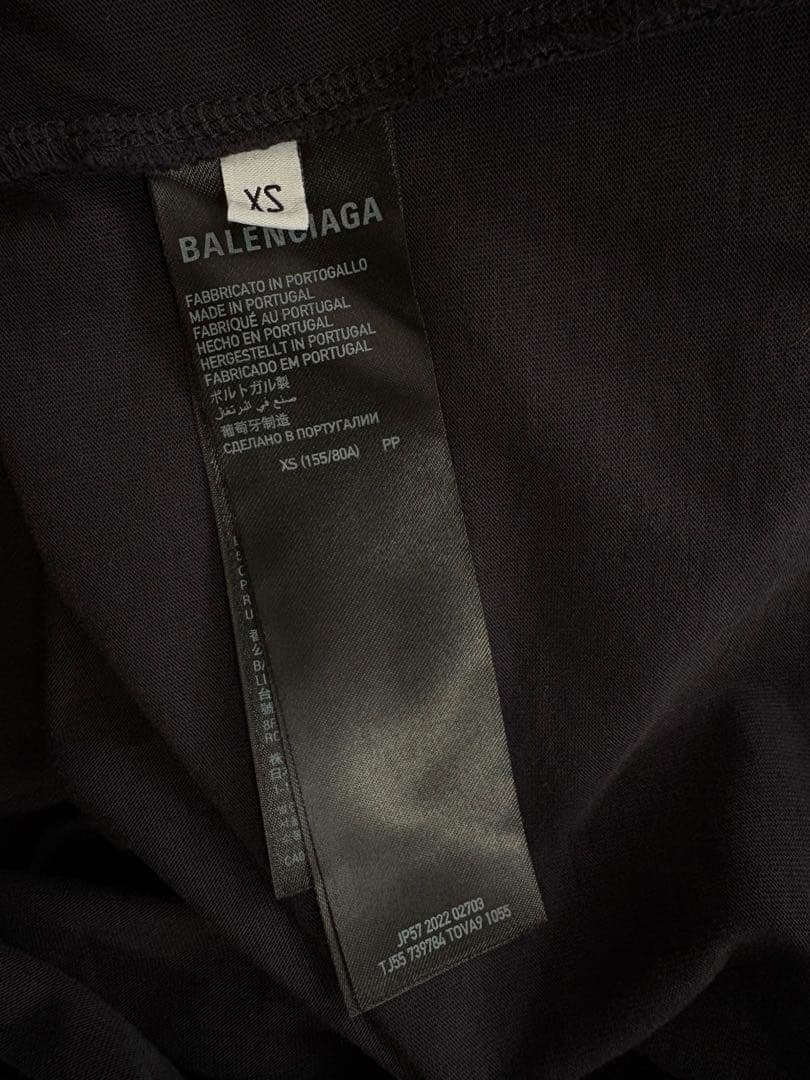 XS
BALENCIAGA
FABBRICATO IN PORTOGALLO
MADE IN PORTUGAL
FABRIQUÉ AU PORTUGAL
HECHO EN PORTUGAL
HERGESTELLT IN PORTUGAL
FABRICADO EM PORTUGAL
ポルトガル製
صنع في البرتغال
葡萄牙制造
СДЕЛАНО В ПОРТУГАЛИИ
XS (155/80A) PP
JP57 2022 02703
TJ55 739784 TOVA9 1055